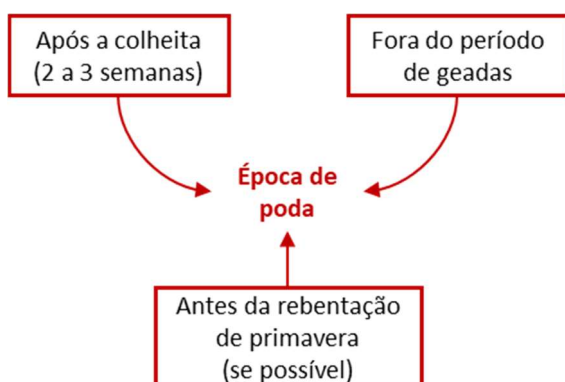 Após a colheita
(2 a 3 semanas)
Fora do período
de geadas
Época de
poda
Antes da rebentação
de primavera
(se possível)